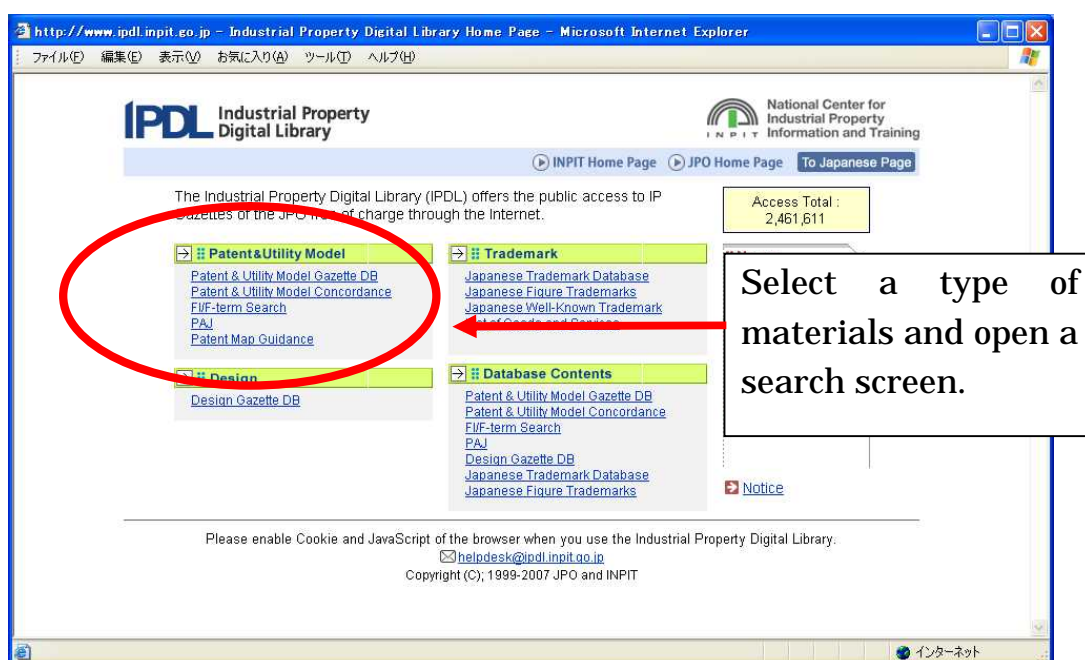 http://www.ipdl.inpit.go.jp - Industrial Property Digital Library Home Page - Microsoft Internet Explorer
ファイル(F) 編集(E) 表示(V) お気に入り(A) ツール(T) ヘルプ(H)
IPDL Industrial Property
Digital Library
National Center for
Industrial Property
INPIT Information and Training
INPIT Home Page JPO Home Page To Japanese Page
The Industrial Property Digital Library (IPDL) offers the public access to IP
Gazettes of the JPO free of charge through the Internet.
Access Total :
2,461,611
Patent&Utility Model
Patent & Utility Model Gazette DB
Patent & Utility Model Concordance
FI/F-term Search
PAJ
Patent Map Guidance
Trademark
Japanese Trademark Database
Japanese Figure Trademarks
Japanese Well-Known Trademark
List of Goods and Services
Select a type of
materials and open a
search screen.
Design
Design Gazette DB
Database Contents
Patent & Utility Model Gazette DB
Patent & Utility Model Concordance
FI/F-term Search
PAJ
Design Gazette DB
Japanese Trademark Database
Japanese Figure Trademarks
Notice
Please enable Cookie and JavaScript of the browser when you use the Industrial Property Digital Library.
helpdesk@ipdl.inpit.go.jp
Copyright (C); 1999-2007 JPO and INPIT
インターネット